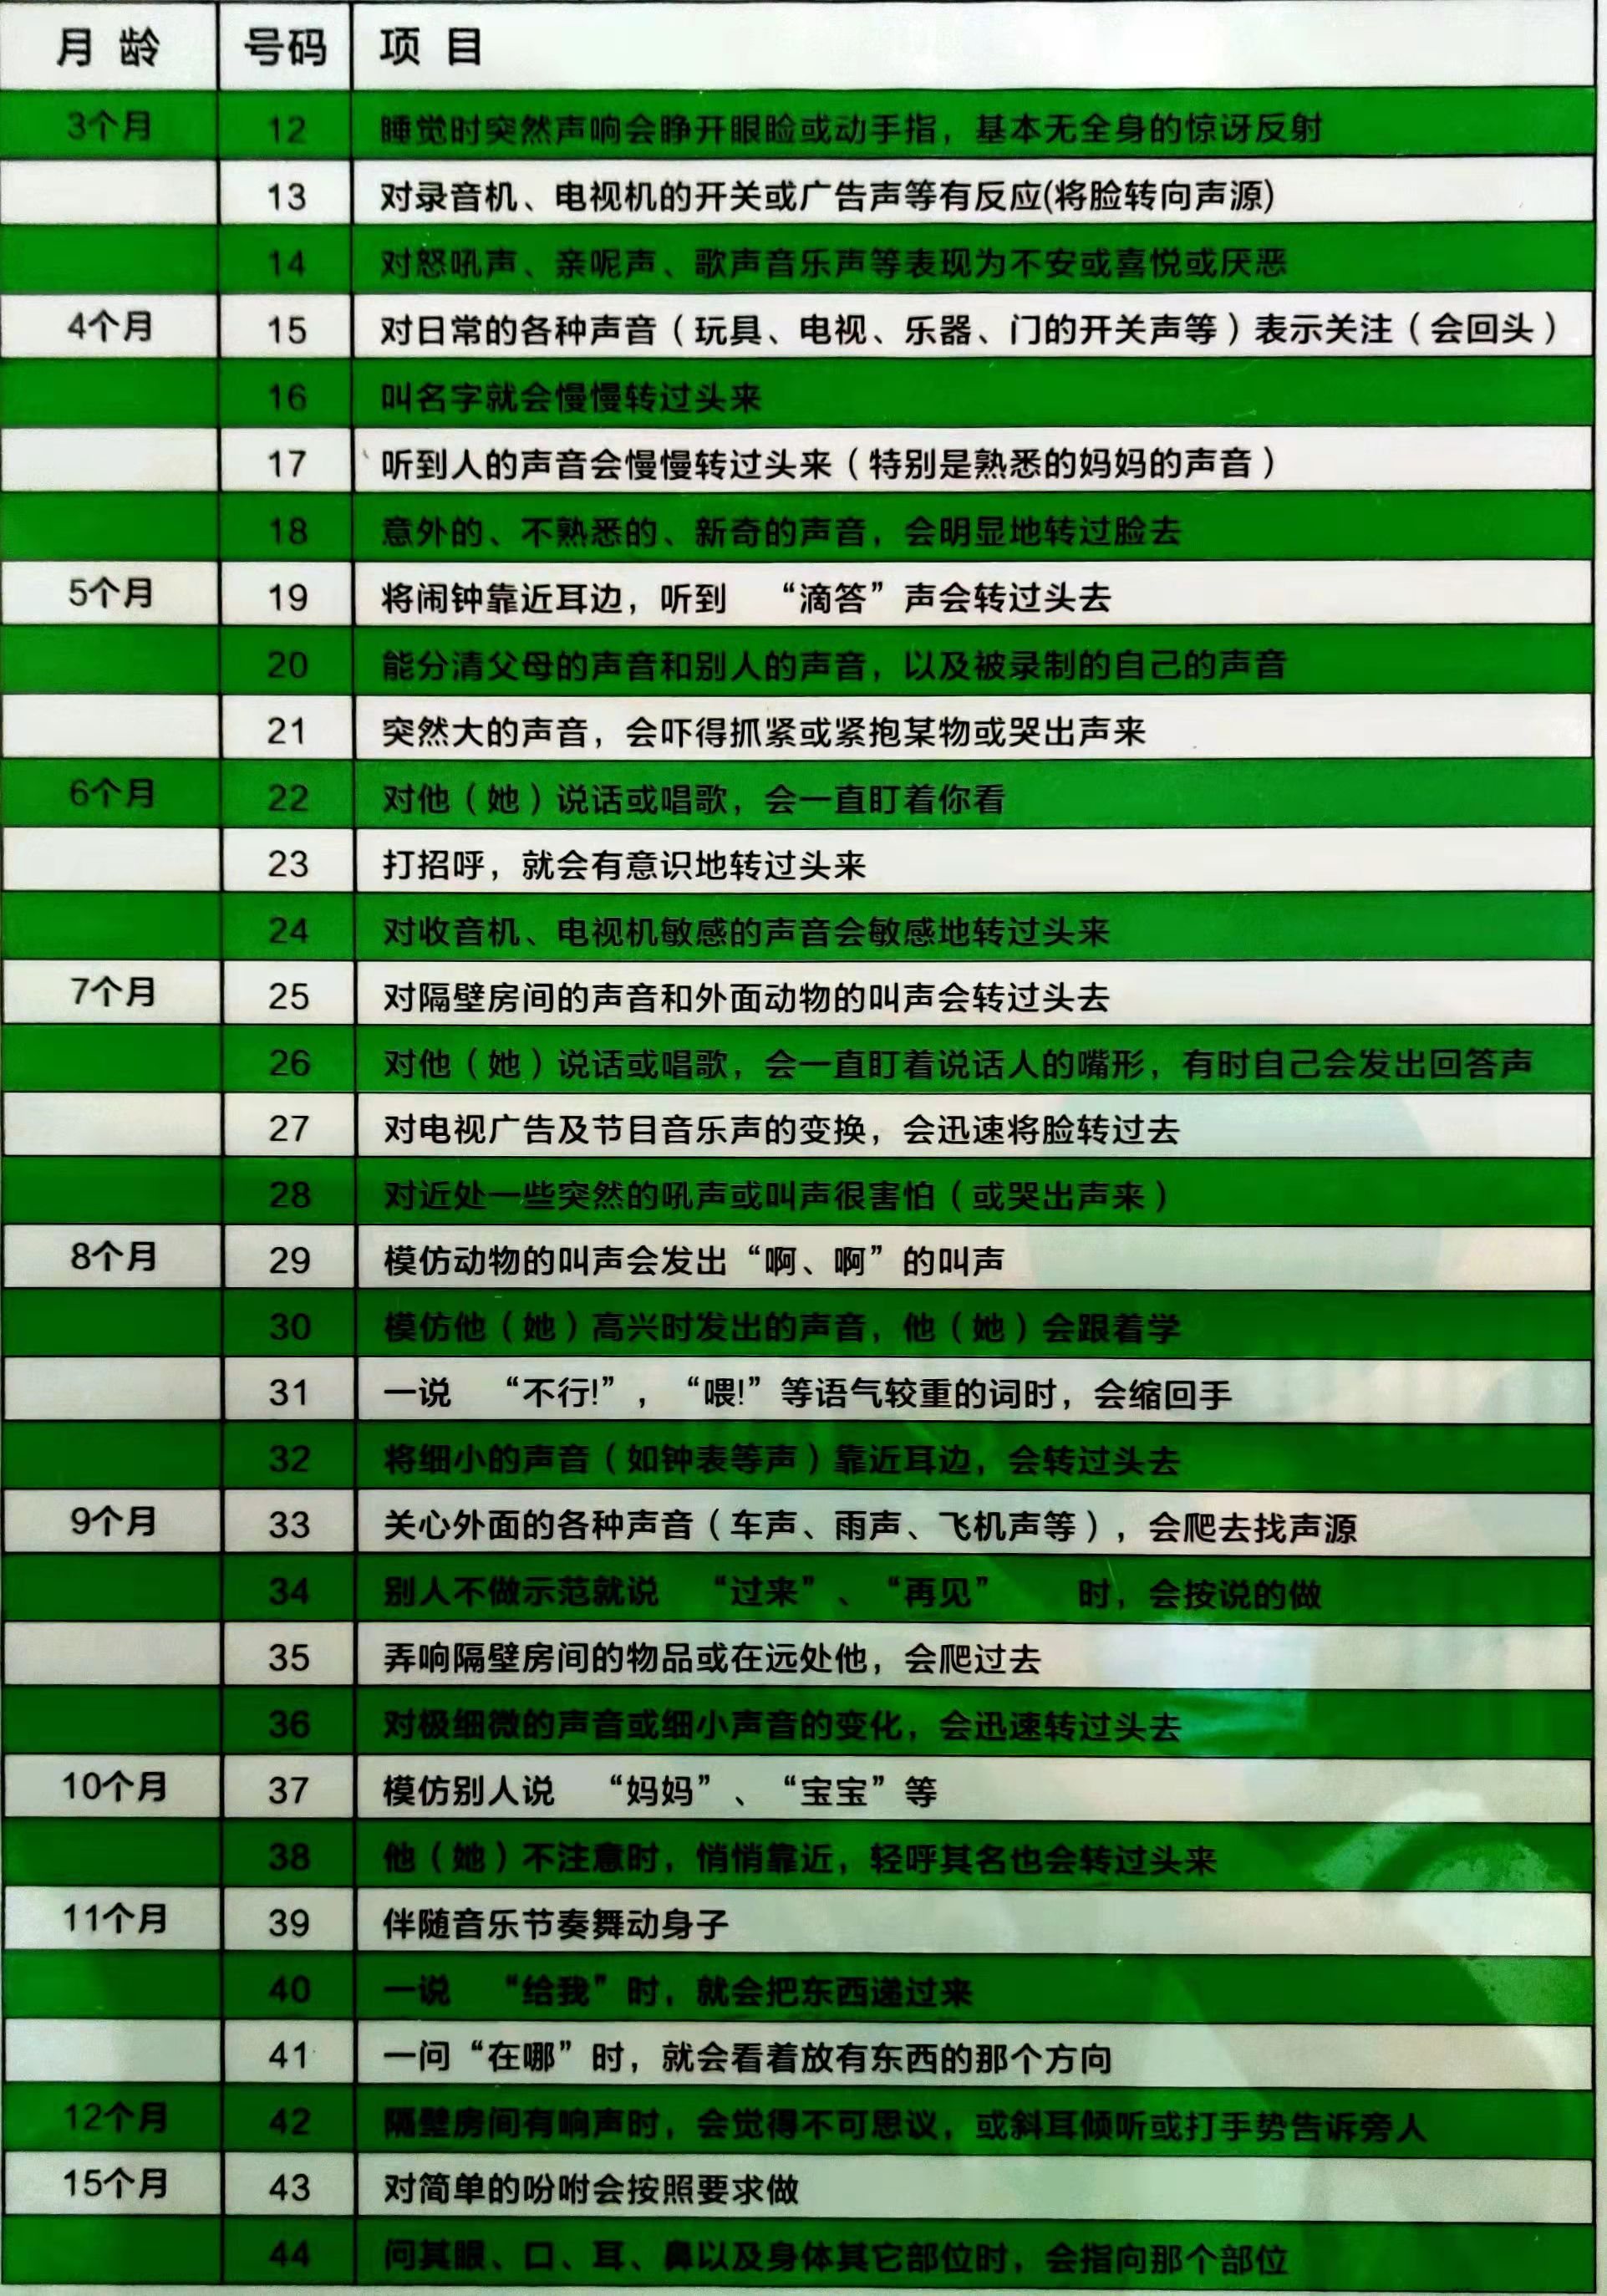 月 龄 号码 项 目
3个月 12 睡觉时突然声响会睁开眼睑或动手指，基本无全身的惊讶反射
13 对录音机、电视机的开关或广告声等有反应(将脸转向声源)
14 对怒吼声、亲呢声、歌声音乐声等表现为不安或喜悦或厌恶
4个月 15 对日常的各种声音（玩具、电视、乐器、门的开关声等）表示关注（会回头）
16 叫名字就会慢慢转过头来
17 听到人的声音会慢慢转过头来（特别是熟悉的妈妈的声音）
18 意外的、不熟悉的、新奇的声音，会明显地转过脸去
5个月 19 将闹钟靠近耳边，听到 “滴答”声会转过头去
20 能分清父母的声音和别人的声音，以及被录制的自己的声音
21 突然大的声音，会吓得抓紧或紧抱某物或哭出声来
6个月 22 对他（她）说话或唱歌，会一直盯着你看
23 打招呼，就会有意识地转过头来
24 对收音机、电视机敏感的声音会敏感地转过头来
7个月 25 对隔壁房间的声音和外面动物的叫声会转过头去
26 对他（她）说话或唱歌，会一直盯着说话人的嘴形，有时自己会发出回答声
27 对电视广告及节目音乐声的变换，会迅速将脸转过去
28 对近处一些突然的吼声或叫声很害怕（或哭出声来）
8个月 29 模仿动物的叫声会发出“啊、啊”的叫声
30 模仿他（她）高兴时发出的声音，他（她）会跟着学
31 一说 “不行!”，“喂!”等语气较重的词时，会缩回手
32 将细小的声音（如钟表等声）靠近耳边，会转过头去
9个月 33 关心外面的各种声音（车声、雨声、飞机声等），会爬去找声源
34 别人不做示范就说 “过来”、“再见” 时，会按说的做
35 弄响隔壁房间的物品或在远处他，会爬过去
36 对极细微的声音或细小声音的变化，会迅速转过头去
10个月 37 模仿别人说 “妈妈”、“宝宝”等
38 他（她）不注意时，悄悄靠近，轻呼其名也会转过头来
11个月 39 伴随音乐节奏舞动身子
40 一说 “给我”时，就会把东西递过来
41 一问“在哪”时，就会看着放有东西的那个方向
12个月 42 隔壁房间有响声时，会觉得不可思议，或斜耳倾听或打手势告诉旁人
15个月 43 对简单的吩咐会按照要求做
44 问其眼、口、耳、鼻以及身体其它部位时，会指向那个部位